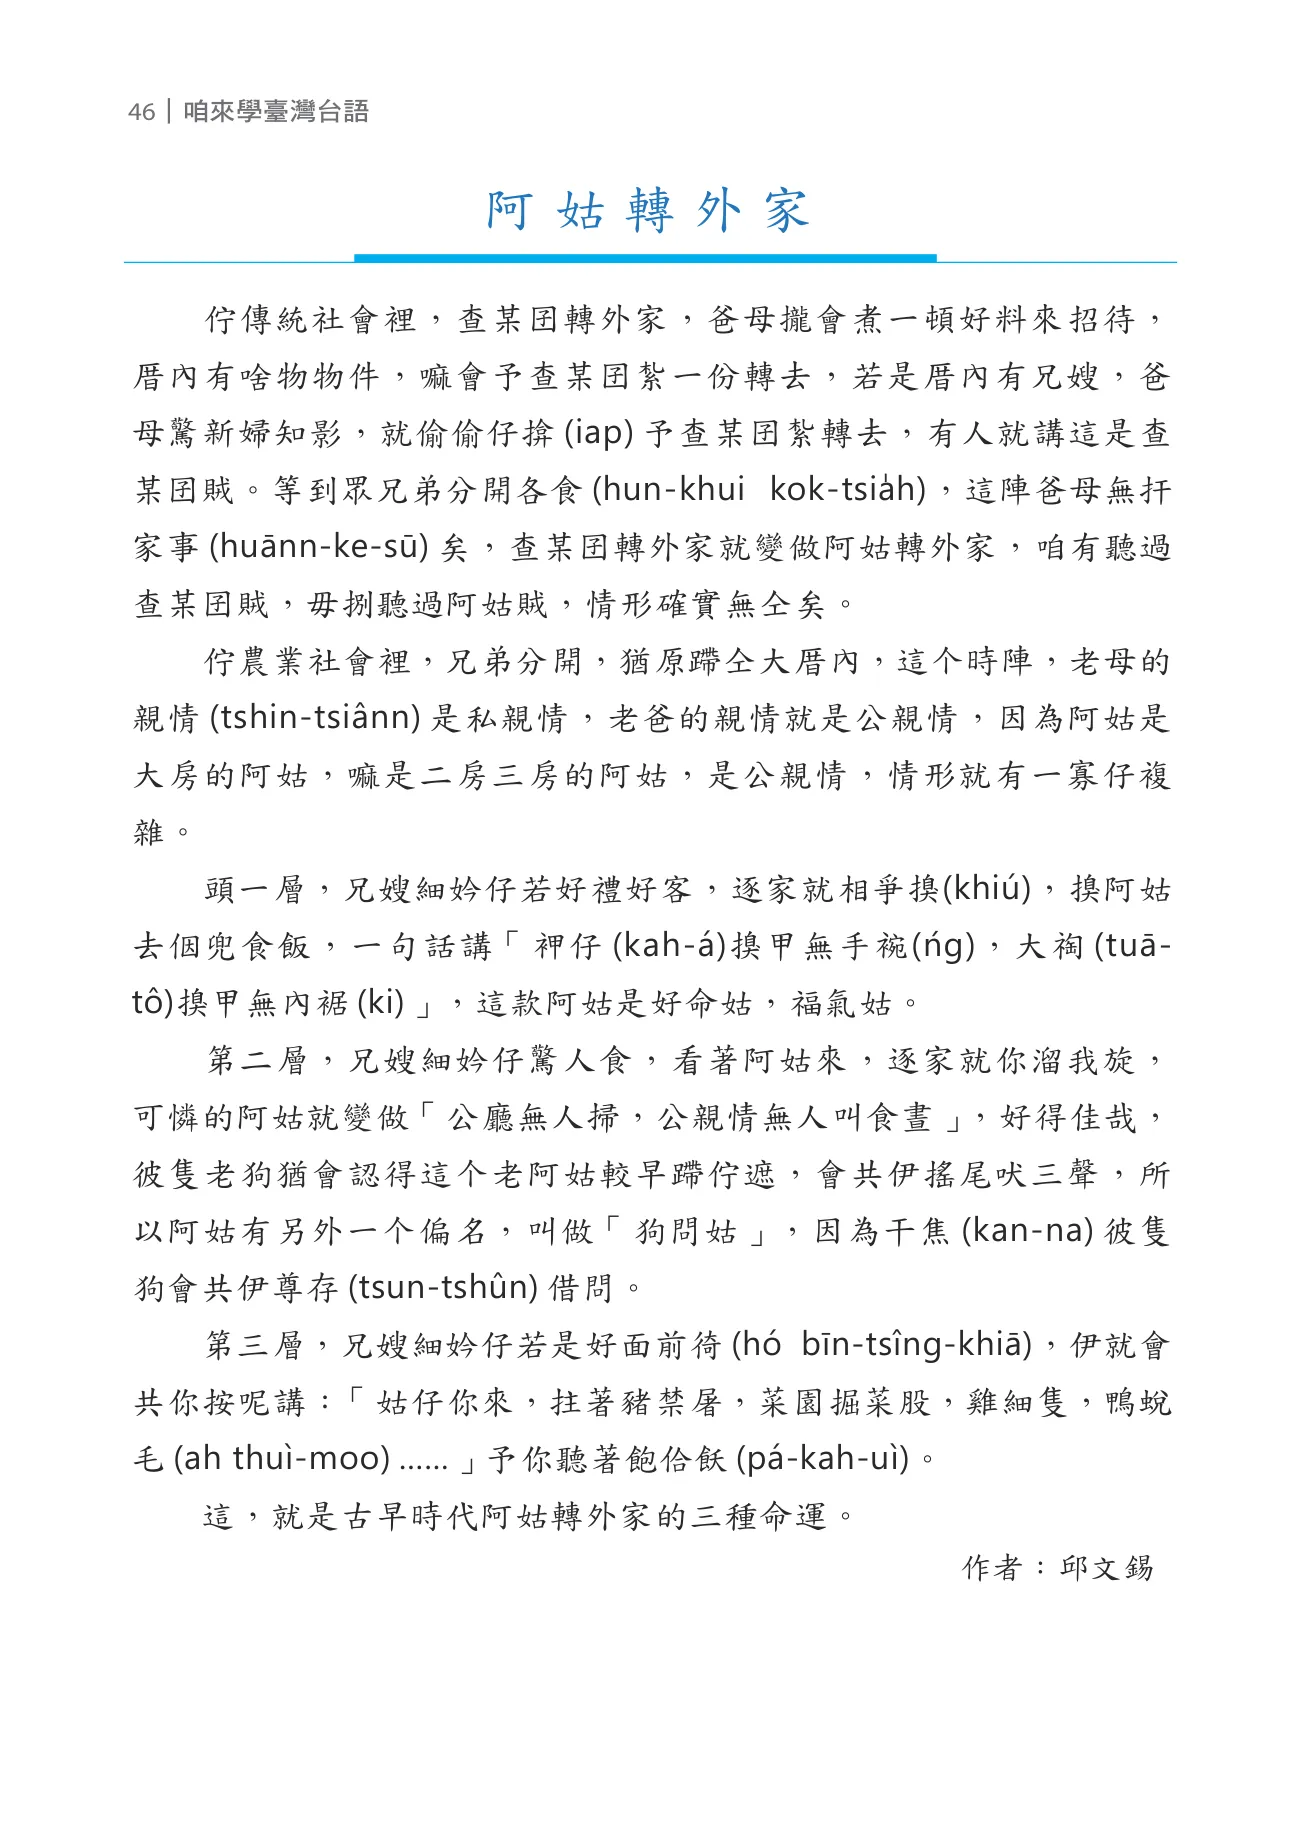 46｜咱來學臺灣台語
阿姑轉外家
佇傳統社會裡，查某囝轉外家，爸母攏會煮一頓好料來招待，
厝內有啥物物件，嘛會予查某囝紮一份轉去，若是厝內有兄嫂，爸
母驚新婦知影，就偷偷仔揜 (iap) 予查某囝紮轉去，有人就講這是查
某囝賊。等到眾兄弟分開各食 (hun-khui kok-tsia̍h)，這陣爸母無扞
家事 (huānn-ke-sū) 矣，查某囝轉外家就變做阿姑轉外家，咱有聽過
查某囝賊，毋捌聽過阿姑賊，情形確實無仝矣。
佇農業社會裡，兄弟分開，猶原蹛仝大厝內，這个時陣，老母的
親情 (tshin-tsiânn) 是私親情，老爸的親情就是公親情，因為阿姑是
大房的阿姑，嘛是二房三房的阿姑，是公親情，情形就有一寡仔複
雜。
頭一層，兄嫂細妗仔若好禮好客，逐家就相爭搝(khiú)，搝阿姑
去𪜶兜食飯，一句話講「 裌仔 (kah-á)搝甲無手䘼(ńg)，大裪 (tuā-
tô)搝甲無內裾 (ki) 」，這款阿姑是好命姑，福氣姑。
第二層，兄嫂細妗仔驚人食，看著阿姑來，逐家就你溜我旋，
可憐的阿姑就變做「 公廳無人掃，公親情無人叫食晝 」，好得佳哉，
彼隻老狗猶會認得這个老阿姑較早蹛佇遮，會共伊搖尾吠三聲，所
以阿姑有另外一个偏名，叫做「 狗問姑 」，因為干焦 (kan-na) 彼隻
狗會共伊尊存 (tsun-tshûn) 借問。
第三層，兄嫂細妗仔若是好面前待 (hó bīn-tsîng-khiā)，伊就會
共你按呢講：「 姑仔你來，拄著豬禁屠，菜園掘菜股，雞細隻，鴨蛻
毛 (ah thuì-moo) ...... 」予你聽著飽佮飫 (pá-kah-uì)。
這，就是古早時代阿姑轉外家的三種命運。
作者：邱文錫